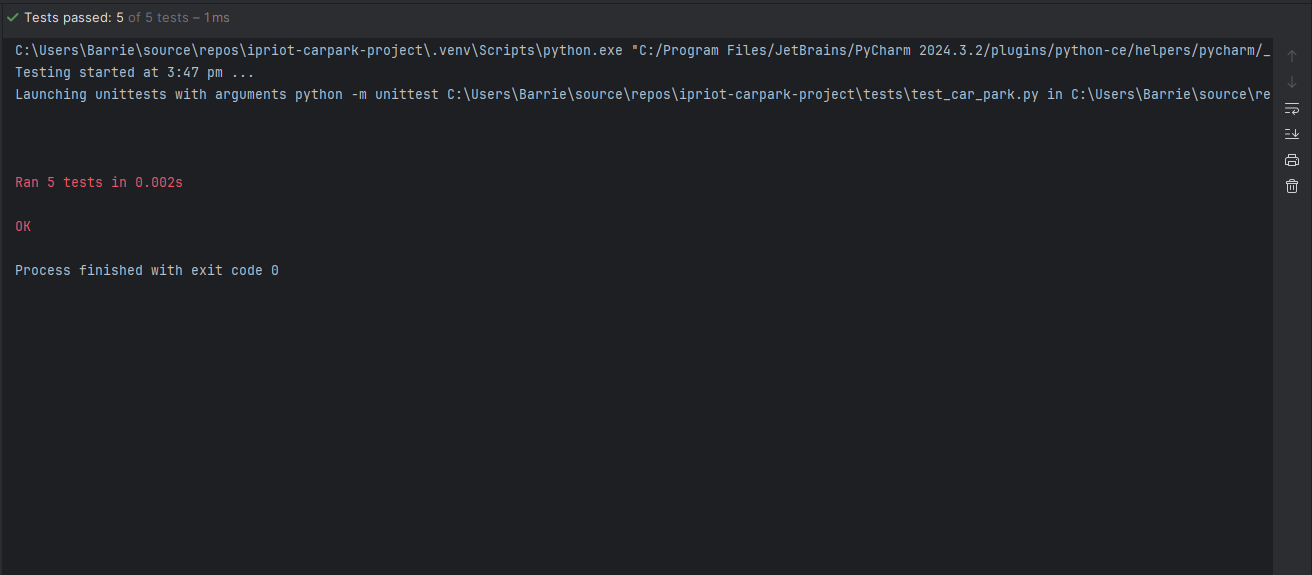 Tests passed: 5 of 5 tests – 1 ms
C:\Users\Barrie\source\repos\ipriot-carpark-project\.venv\Scripts\python.exe "C:/Program Files/JetBrains/PyCharm 2024.3.2/plugins/python-ce/helpers/pycharm/_
Testing started at 3:47 pm ...
Launching unittests with arguments python -m unittest C:\Users\Barrie\source\repos\ipriot-carpark-project\tests\test_car_park.py in C:\Users\Barrie\source\re
Ran 5 tests in 0.002s
OK
Process finished with exit code 0